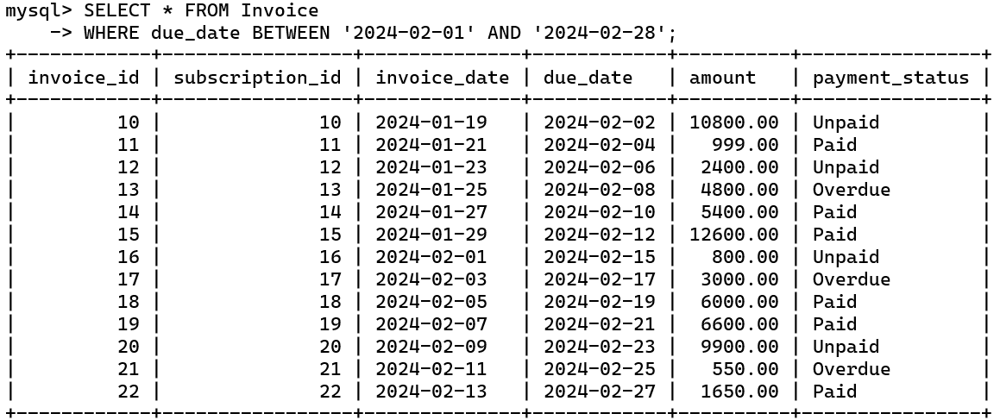 mysql> SELECT * FROM Invoice
    -> WHERE due_date BETWEEN '2024-02-01' AND '2024-02-28';
+------------+-----------------+--------------+------------+----------+----------------+
| invoice_id | subscription_id | invoice_date | due_date   | amount   | payment_status |
+------------+-----------------+--------------+------------+----------+----------------+
|         10 |              10 | 2024-01-19   | 2024-02-02 | 10800.00 | Unpaid         |
|         11 |              11 | 2024-01-21   | 2024-02-04 |   999.00 | Paid           |
|         12 |              12 | 2024-01-23   | 2024-02-06 |  2400.00 | Unpaid         |
|         13 |              13 | 2024-01-25   | 2024-02-08 |  4800.00 | Overdue        |
|         14 |              14 | 2024-01-27   | 2024-02-10 |  5400.00 | Paid           |
|         15 |              15 | 2024-01-29   | 2024-02-12 | 12600.00 | Paid           |
|         16 |              16 | 2024-02-01   | 2024-02-15 |   800.00 | Unpaid         |
|         17 |              17 | 2024-02-03   | 2024-02-17 |  3000.00 | Overdue        |
|         18 |              18 | 2024-02-05   | 2024-02-19 |  6000.00 | Paid           |
|         19 |              19 | 2024-02-07   | 2024-02-21 |  6600.00 | Paid           |
|         20 |              20 | 2024-02-09   | 2024-02-23 |  9900.00 | Unpaid         |
|         21 |              21 | 2024-02-11   | 2024-02-25 |   550.00 | Overdue        |
|         22 |              22 | 2024-02-13   | 2024-02-27 |  1650.00 | Paid           |
+------------+-----------------+--------------+------------+----------+----------------+